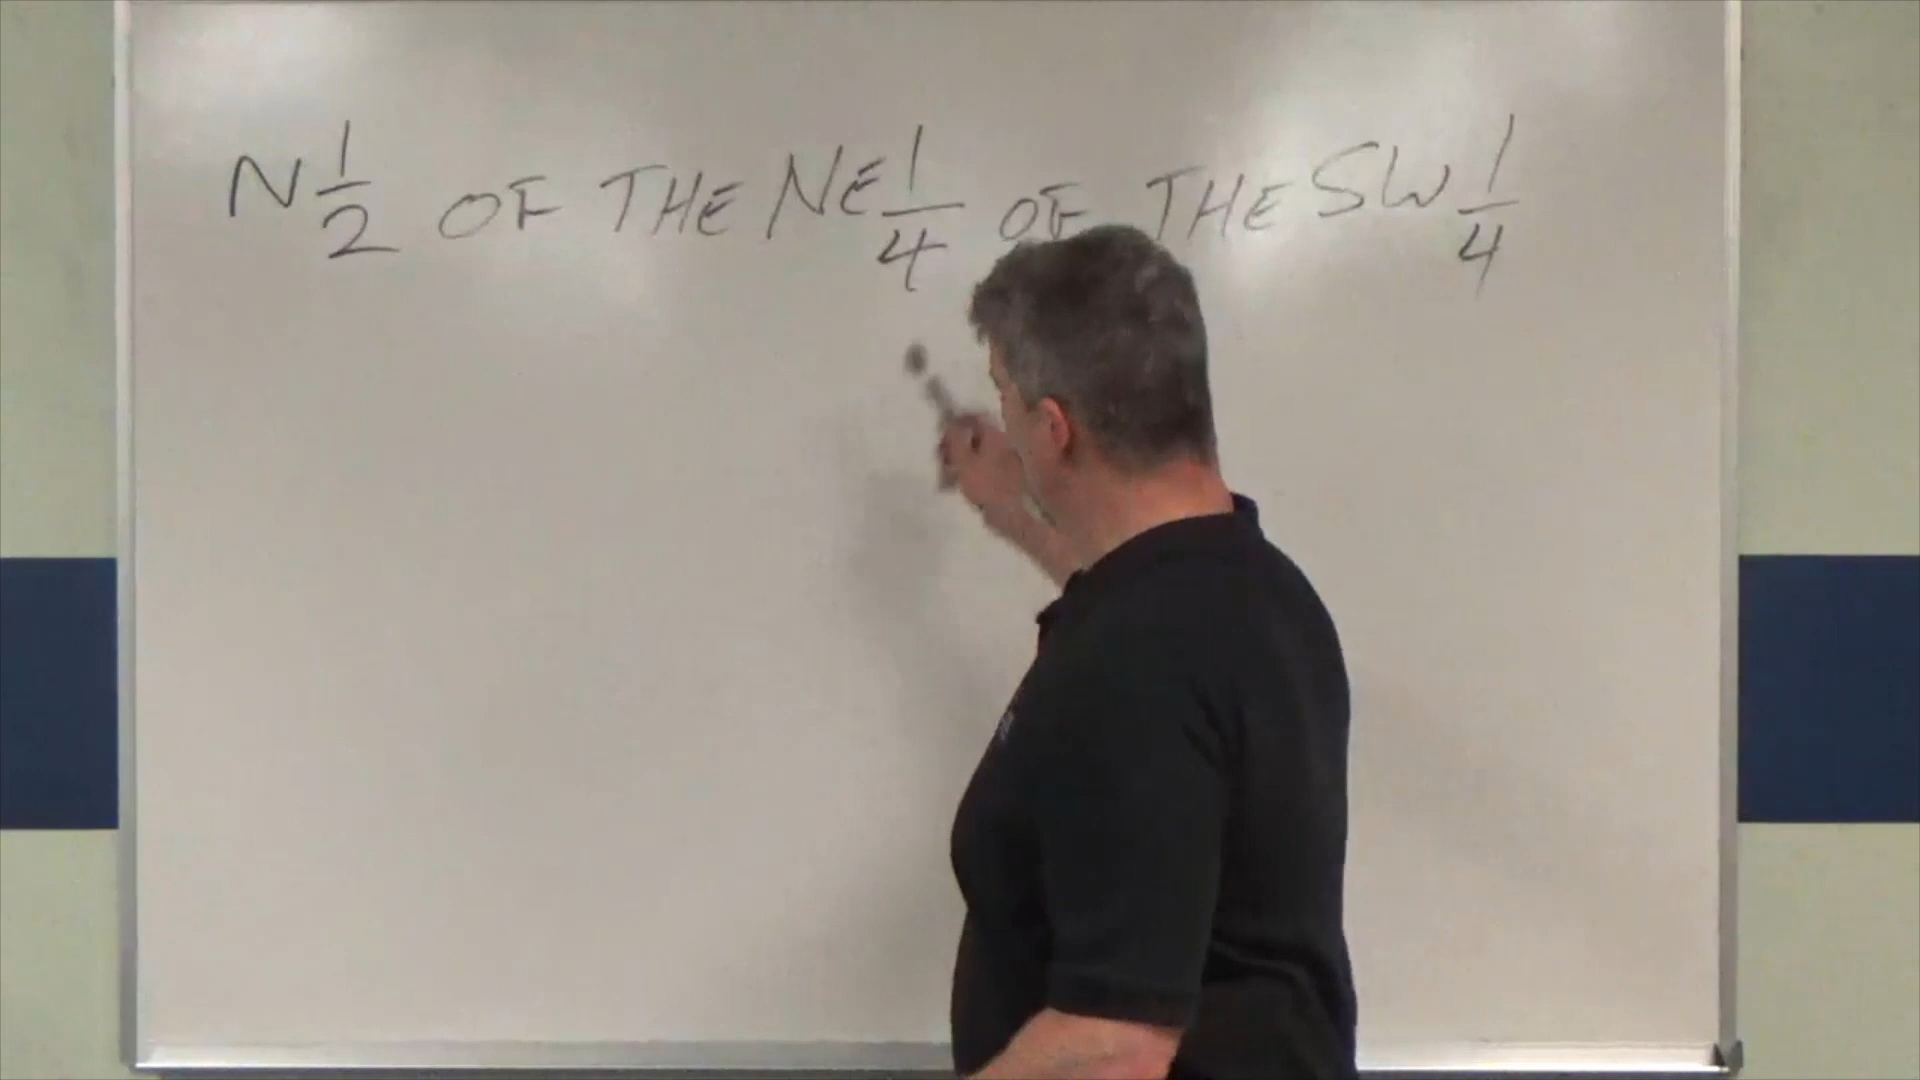 N 1/2 OF THE NE 1/4 OF THE SW 1/4